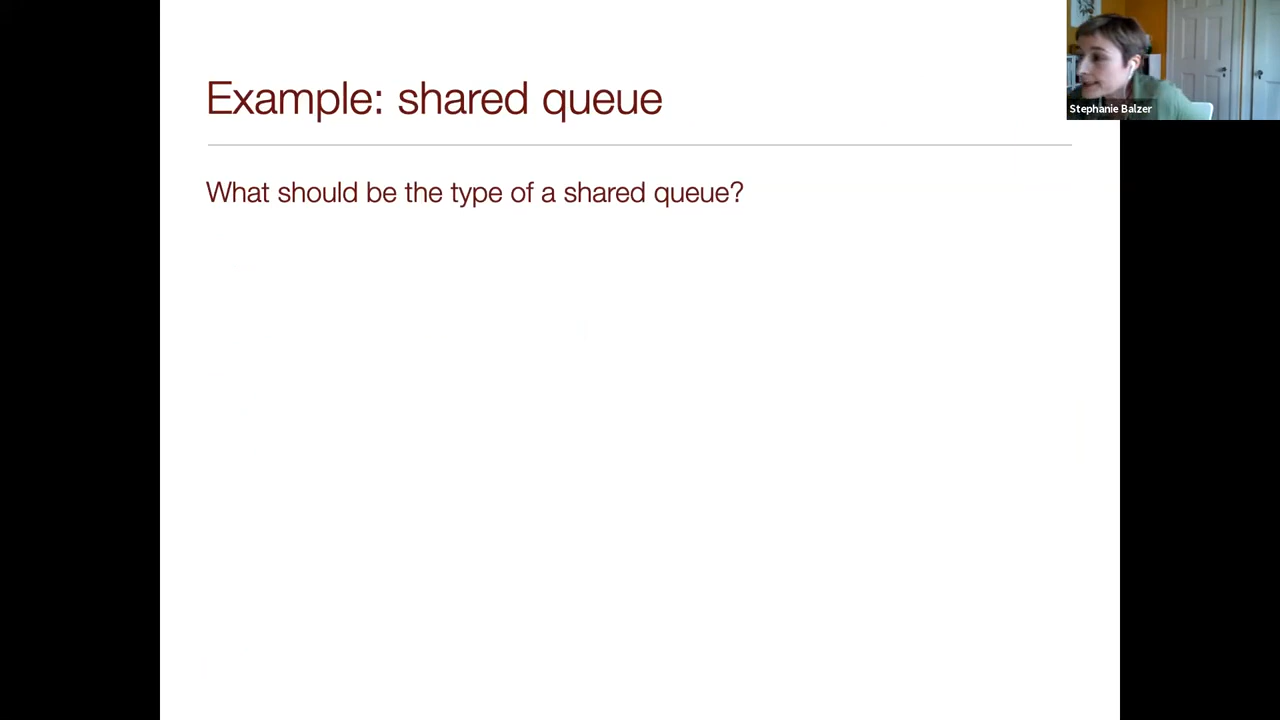 Example: shared queue
What should be the type of a shared queue?
Stephanie Balzer